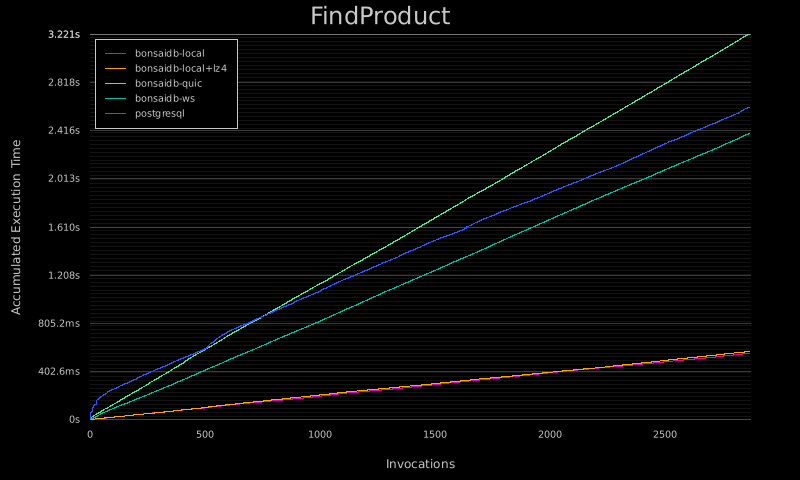 FindProduct
3.221s
2.818s
2.416s
2.013s
1.610s
1.208s
805.2ms
402.6ms
0s
bonsaidb-local
bonsaidb-local+lz4
bonsaidb-quic
bonsaidb-ws
postgresql
Accumulated Execution Time
0 500 1000 1500 2000 2500
Invocations